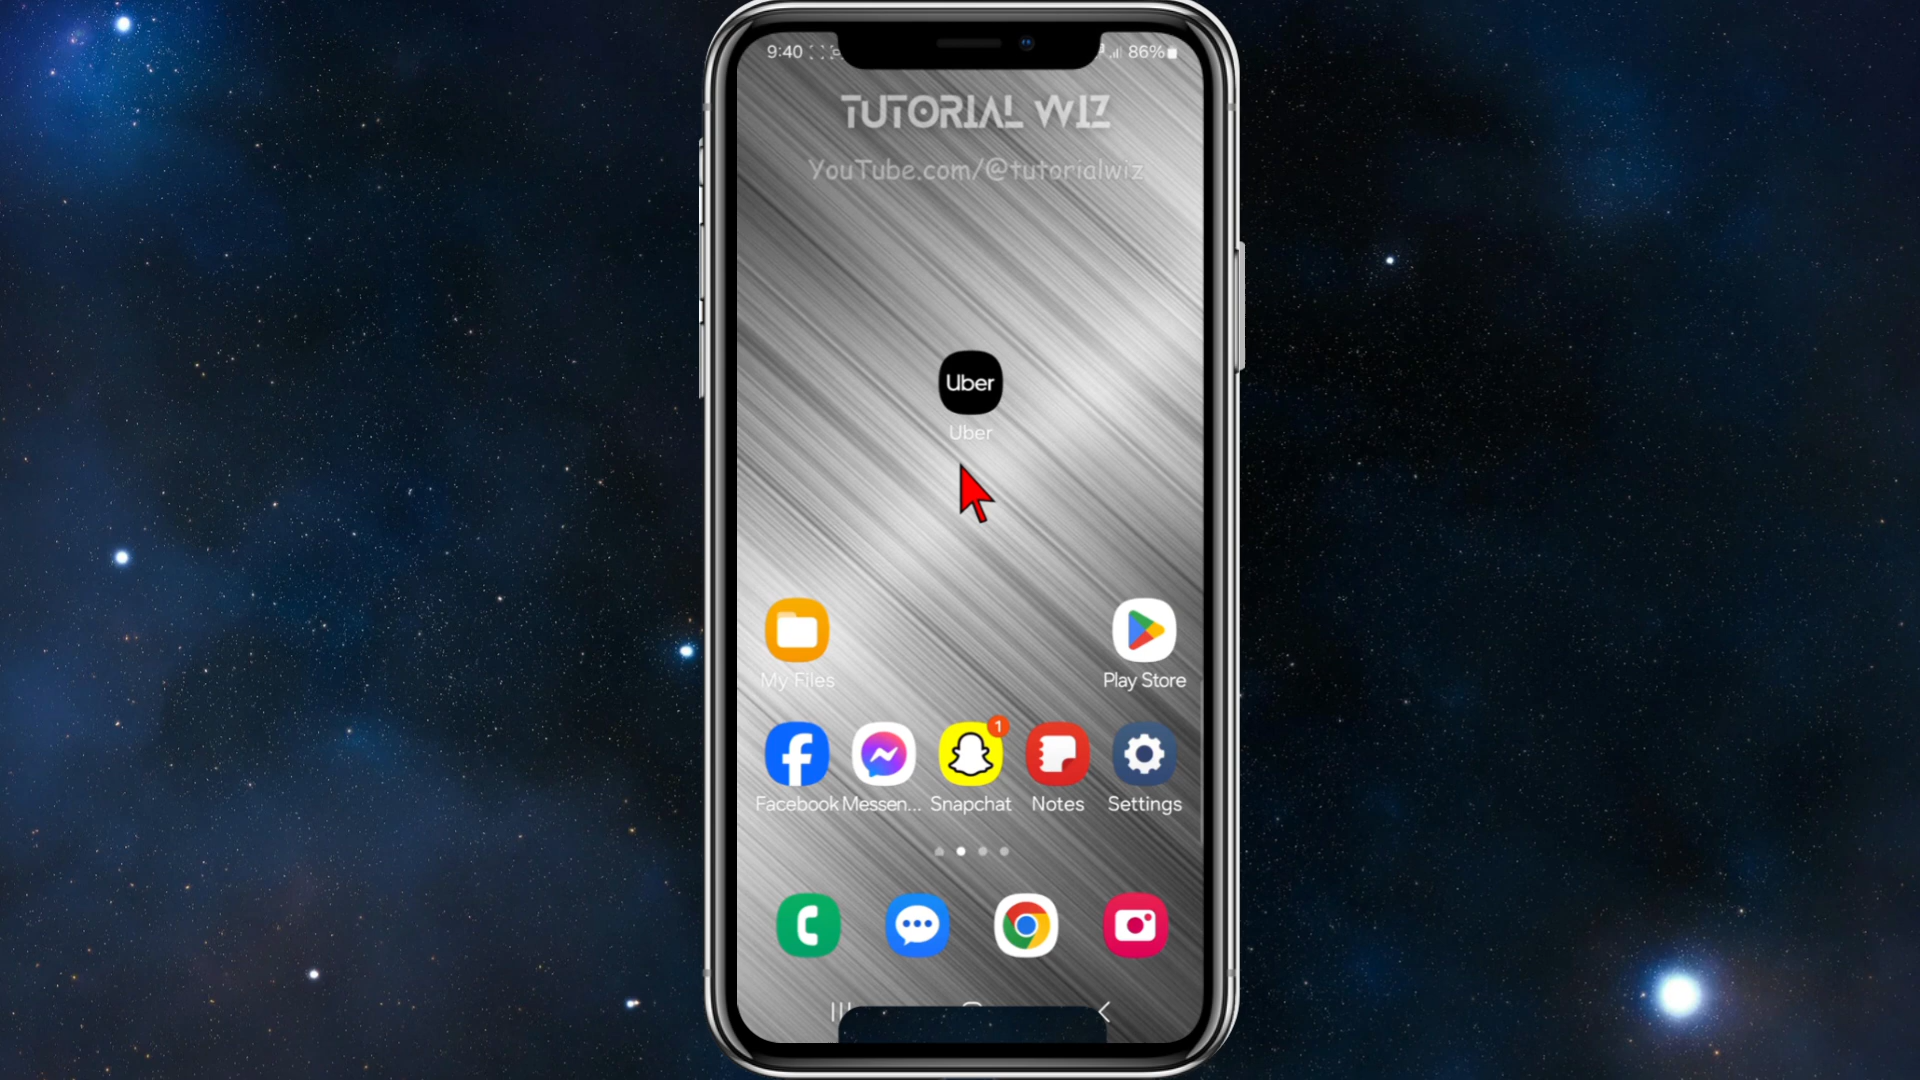 9:40 86%
TUTORIAL WIZ
YouTube.com/@tutorialwiz
Uber
Uber
My Files Play Store
1
Facebook Messen... Snapchat Notes Settings